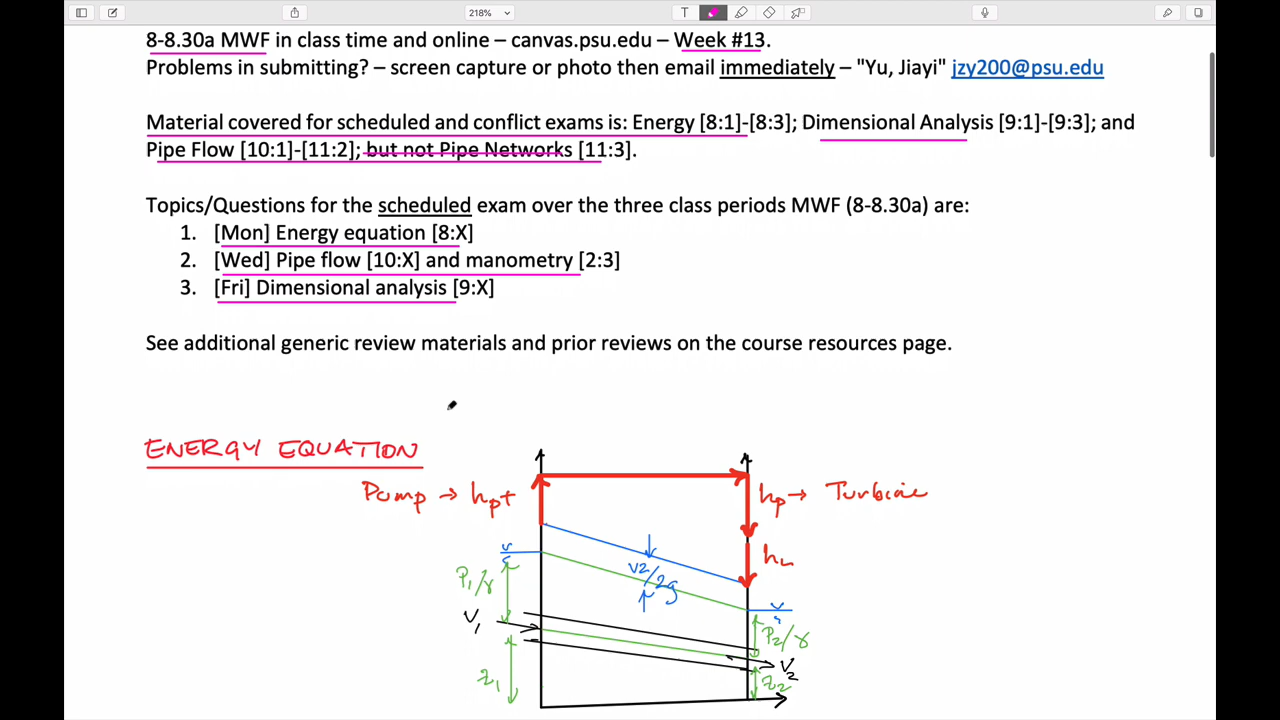 218%
8-8.30a MWF in class time and online – canvas.psu.edu – Week #13.
Problems in submitting? – screen capture or photo then email immediately – "Yu, Jiayi" jzy200@psu.edu
Material covered for scheduled and conflict exams is: Energy [8:1]-[8:3]; Dimensional Analysis [9:1]-[9:3]; and
Pipe Flow [10:1]-[11:2]; but not Pipe Networks [11:3].
Topics/Questions for the scheduled exam over the three class periods MWF (8-8.30a) are:
1. [Mon] Energy equation [8:X]
2. [Wed] Pipe flow [10:X] and manometry [2:3]
3. [Fri] Dimensional analysis [9:X]
See additional generic review materials and prior reviews on the course resources page.
ENERGY EQUATION
Pump → hp+
hp → Turbine
hL
V2/2g
P1/γ
V1
P2/γ
V2
z1
z2